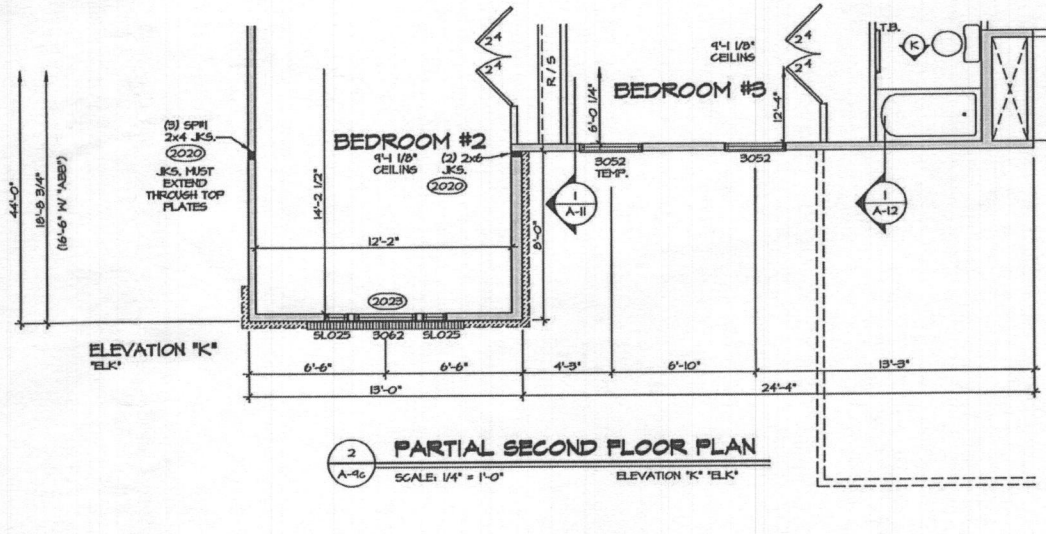 2⁴
2⁴
R / S
6'-0 1/4"
9'-1 1/8"
CEILING
BEDROOM #3
2⁴
2⁴
12'-4"
T.B.
K
(3) SP#1
2x4 JKS.
2020
JKS. MUST
EXTEND
THROUGH TOP
PLATES
BEDROOM #2
9'-1 1/8"
CEILING
(2) 2x6
JKS.
2020
3052
TEMP.
3052
1
A-11
1
A-12
44'-0"
18'-8 3/4"
(16'-6" W/ "ABB")
14'-2 1/2"
12'-2"
8'-0"
2023
SL025
3062
SL025
ELEVATION "K"
"ELK"
6'-6"
6'-6"
4'-3"
6'-10"
13'-3"
13'-0"
24'-4"
2
A-9c
PARTIAL SECOND FLOOR PLAN
SCALE: 1/4" = 1'-0"
ELEVATION "K" "ELK"